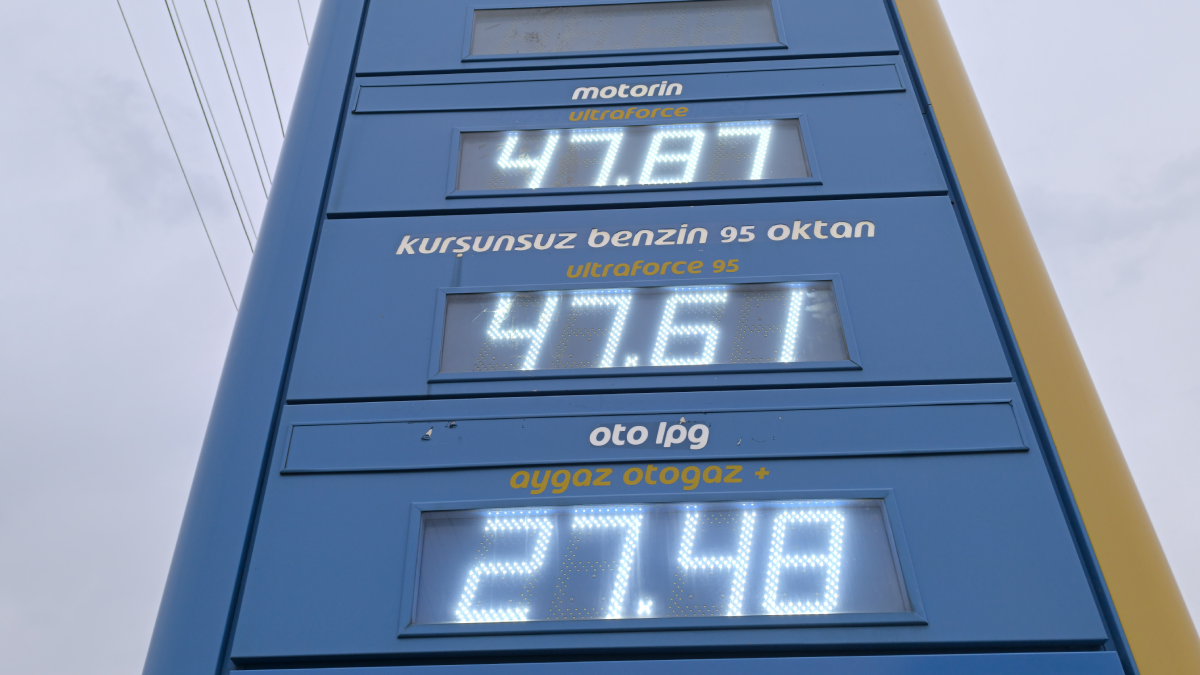 motorin
ultraforce
47.87
kurşunsuz benzin 95 oktan
ultraforce 95
47.61
oto lpg
aygaz otogaz +
27.48